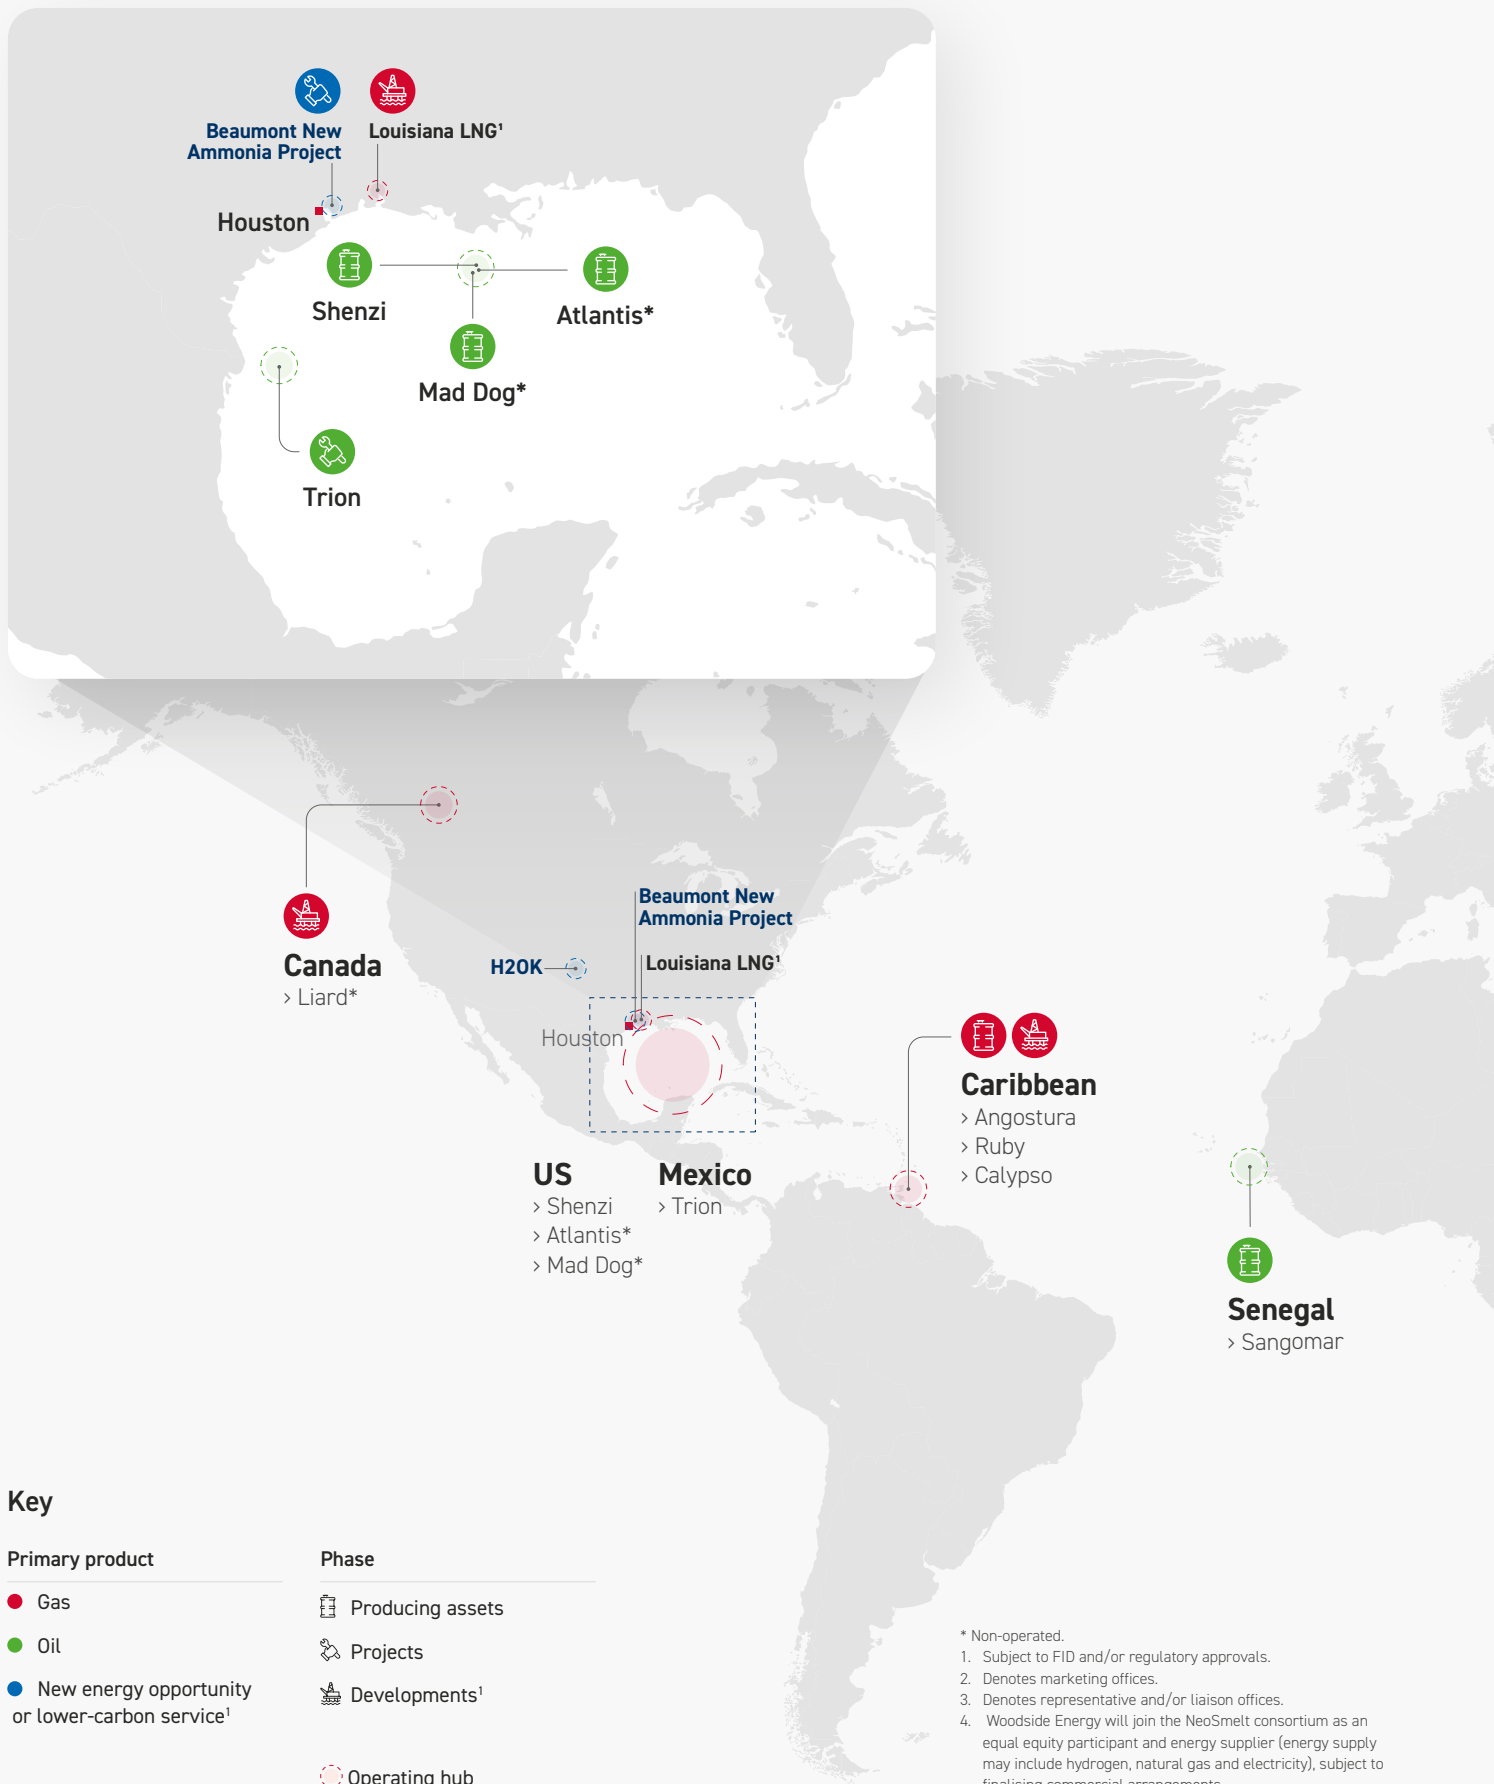 Beaumont New
Ammonia Project
Louisiana LNG¹
Houston
Shenzi
Atlantis*
Mad Dog*
Trion
Beaumont New
Ammonia Project
H2OK
Louisiana LNG¹
Houston
Canada
> Liard*
US
> Shenzi
> Atlantis*
> Mad Dog*
Mexico
> Trion
Caribbean
> Angostura
> Ruby
> Calypso
Senegal
> Sangomar
Key
Primary product
Gas
Oil
New energy opportunity
or lower-carbon service¹
Phase
Producing assets
Projects
Developments¹
Operating hub
* Non-operated.
1. Subject to FID and/or regulatory approvals.
2. Denotes marketing offices.
3. Denotes representative and/or liaison offices.
4. Woodside Energy will join the NeoSmelt consortium as an
equal equity participant and energy supplier (energy supply
may include hydrogen, natural gas and electricity), subject to
finalising commercial arrangements.